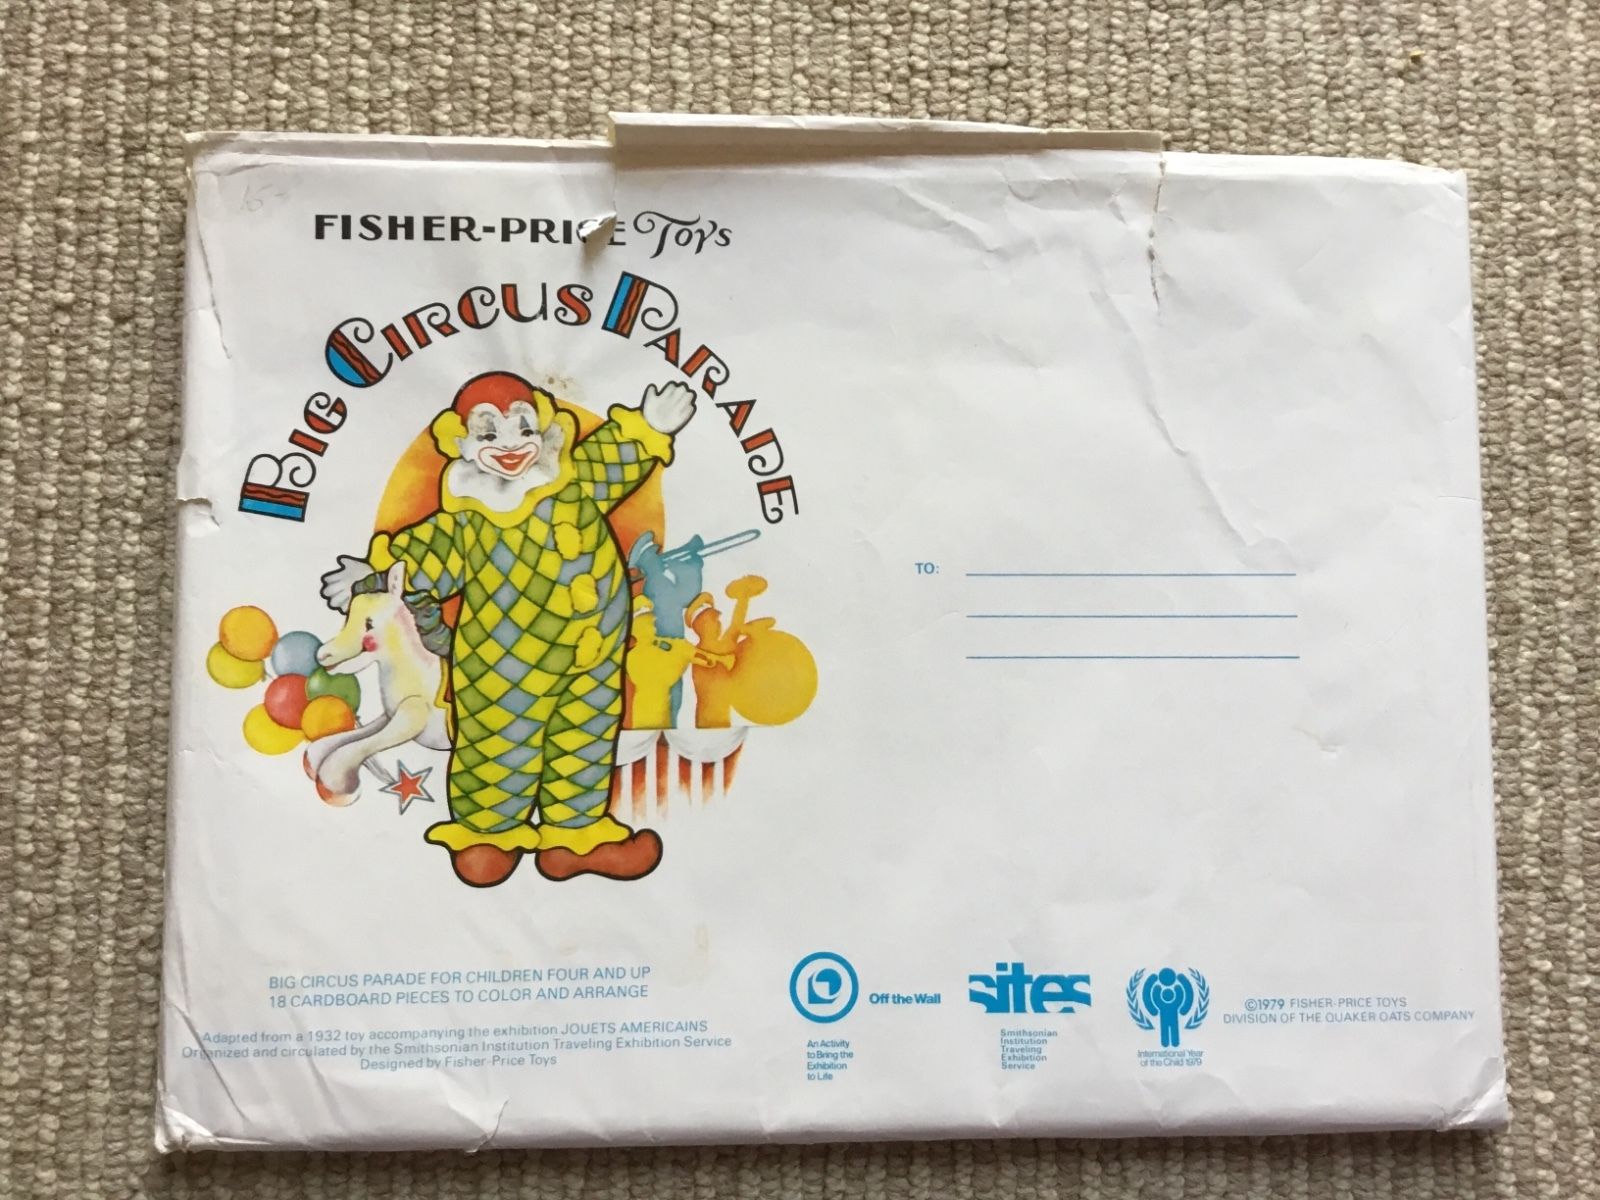 15-
FISHER-PRICE Toys
BIG CIRCUS PARADE
TO:
BIG CIRCUS PARADE FOR CHILDREN FOUR AND UP
18 CARDBOARD PIECES TO COLOR AND ARRANGE
Adapted from a 1932 toy accompanying the exhibition JOUETS AMERICAINS
Organized and circulated by the Smithsonian Institution Traveling Exhibition Service
Designed by Fisher-Price Toys
Off the Wall
An Activity
to Bring the
Exhibition
to Life
sites
Smithsonian
Institution
Traveling
Exhibition
Service
International Year
of the Child 1979
©1979 FISHER-PRICE TOYS
DIVISION OF THE QUAKER OATS COMPANY